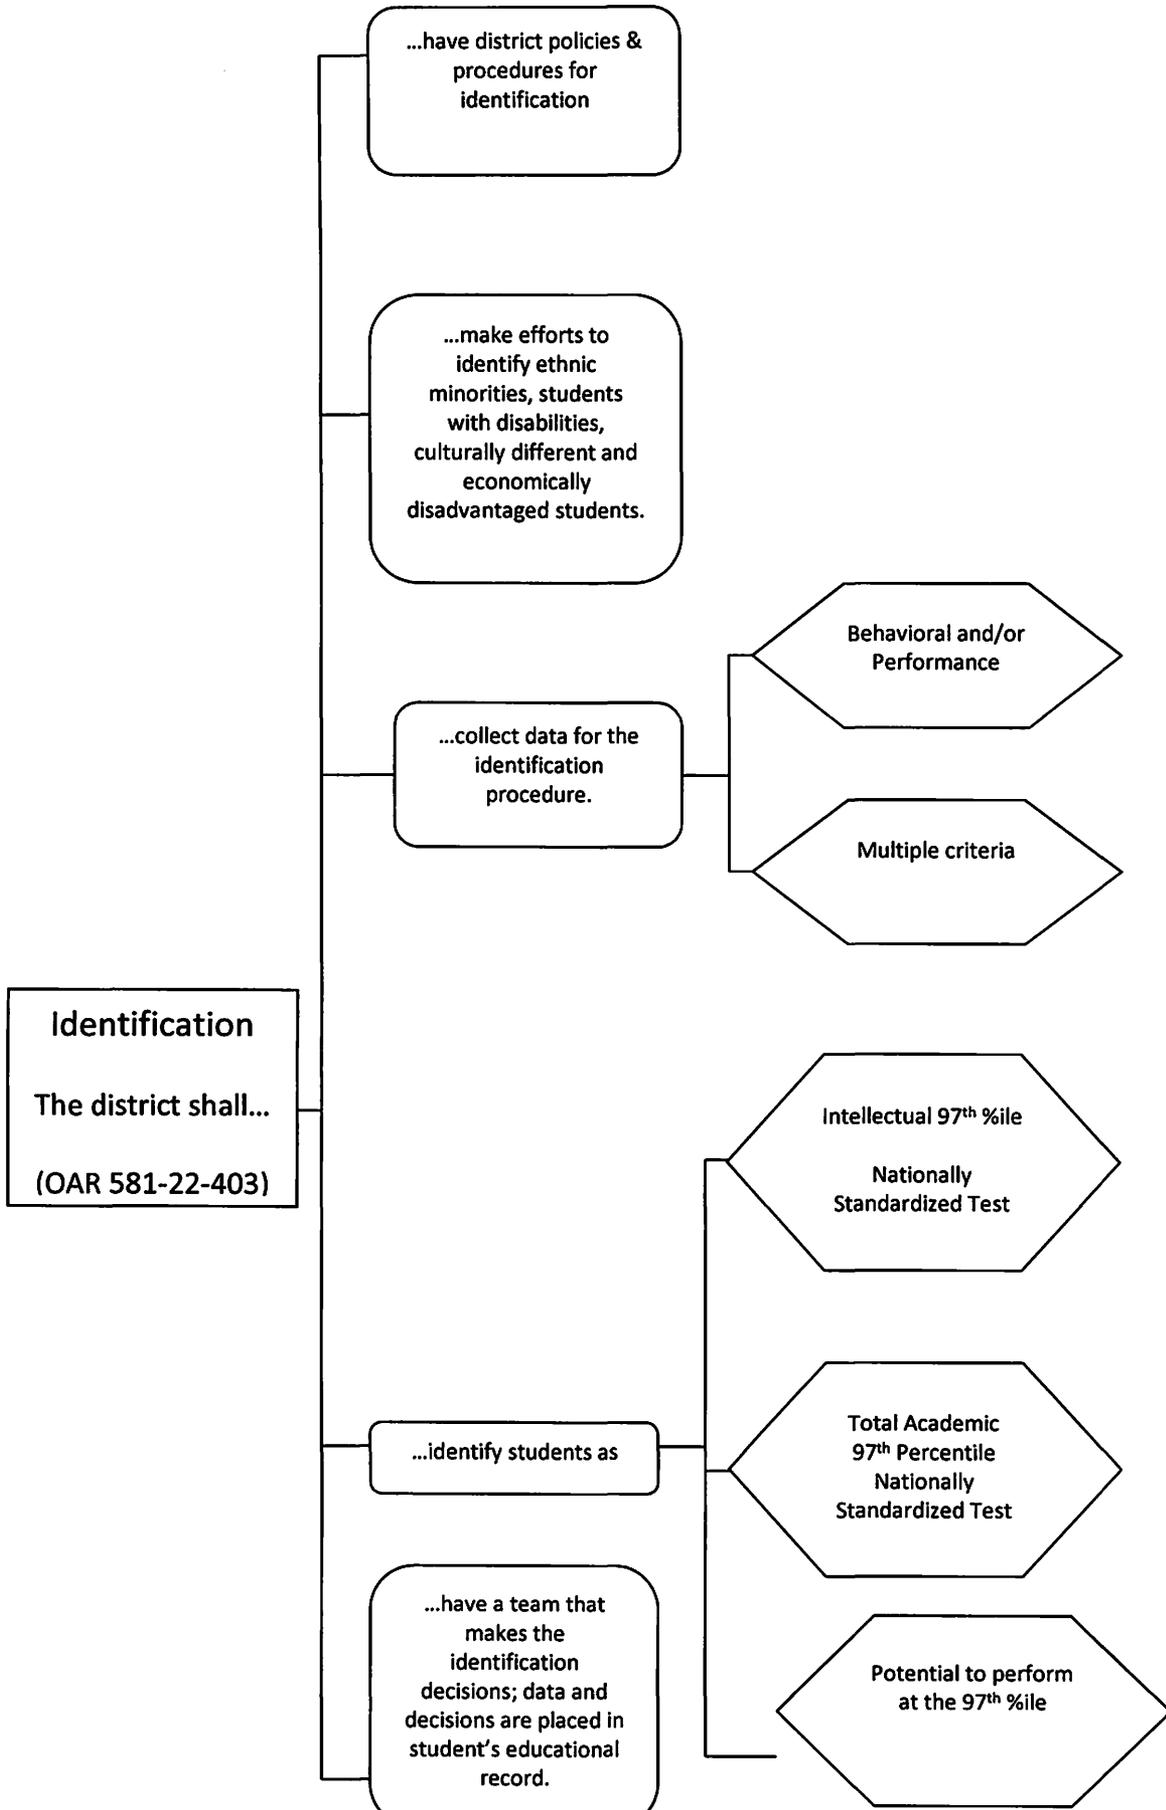 ...have district policies &
procedures for
identification
...make efforts to
identify ethnic
minorities, students
with disabilities,
culturally different and
economically
disadvantaged students.
Behavioral and/or
Performance
...collect data for the
identification
procedure.
Multiple criteria
Identification
The district shall...
(OAR 581-22-403)
Intellectual 97th %ile
Nationally
Standardized Test
Total Academic
97th Percentile
Nationally
Standardized Test
...identify students as
...have a team that
makes the
identification
decisions; data and
decisions are placed in
student's educational
record.
Potential to perform
at the 97th %ile